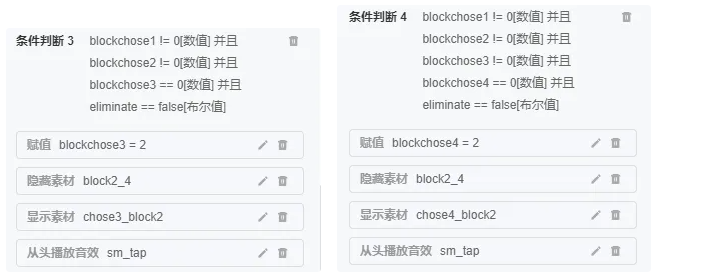 条件判断 3 blockchose1 != 0[数值] 并且
blockchose2 != 0[数值] 并且
blockchose3 == 0[数值] 并且
eliminate == false[布尔值]
赋值 blockchose3 = 2
隐藏素材 block2_4
显示素材 chose3_block2
从头播放音效 sm_tap
条件判断 4 blockchose1 != 0[数值] 并且
blockchose2 != 0[数值] 并且
blockchose3 != 0[数值] 并且
blockchose4 == 0[数值] 并且
eliminate == false[布尔值]
赋值 blockchose4 = 2
隐藏素材 block2_4
显示素材 chose4_block2
从头播放音效 sm_tap